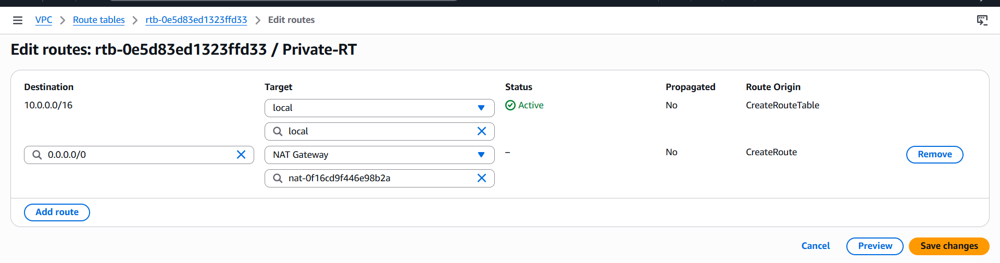 VPC > Route tables > rtb-0e5d83ed1323ffd33 > Edit routes
Edit routes: rtb-0e5d83ed1323ffd33 / Private-RT
Destination Target Status Propagated Route Origin
10.0.0.0/16 local Active No CreateRouteTable
local
0.0.0.0/0 NAT Gateway – No CreateRoute Remove
nat-0f16cd9f446e98b2a
Add route
Cancel Preview Save changes